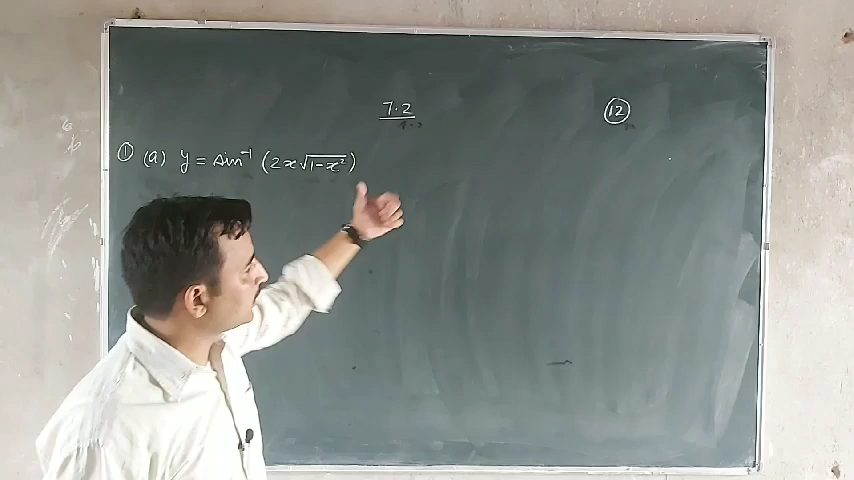 7.2
12
① (a) y = sin⁻¹ (2x√1-x²)